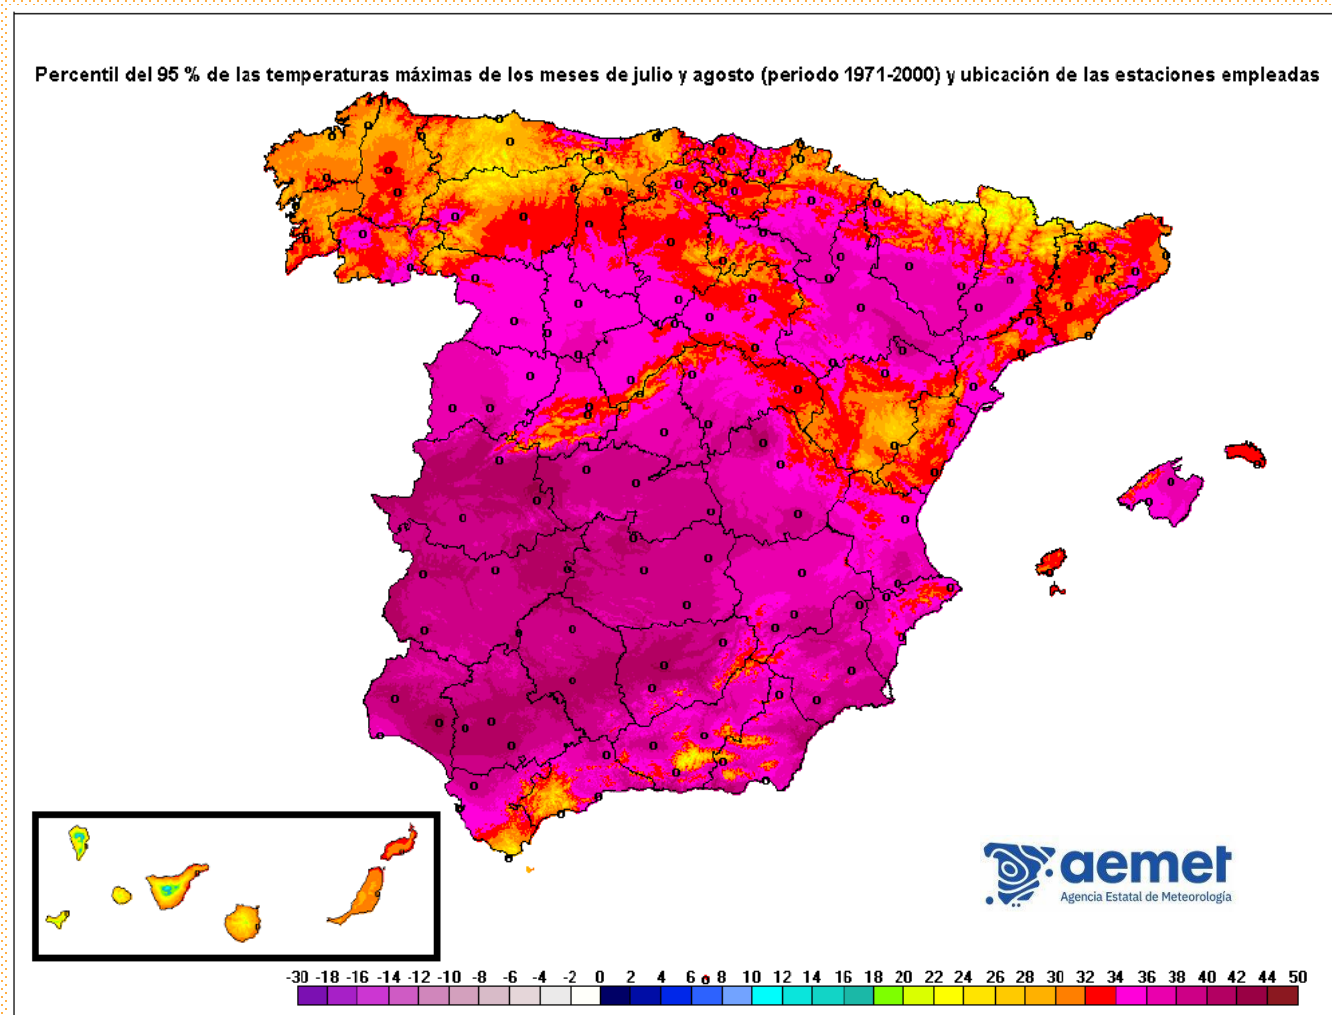 Percentil del 95 % de las temperaturas máximas de los meses de julio y agosto (periodo 1971-2000) y ubicación de las estaciones empleadas
aemet
Agencia Estatal de Meteorología
-30 -18 -16 -14 -12 -10 -8 -6 -4 -2 0 2 4 6 8 10 12 14 16 18 20 22 24 26 28 30 32 34 36 38 40 42 44 50